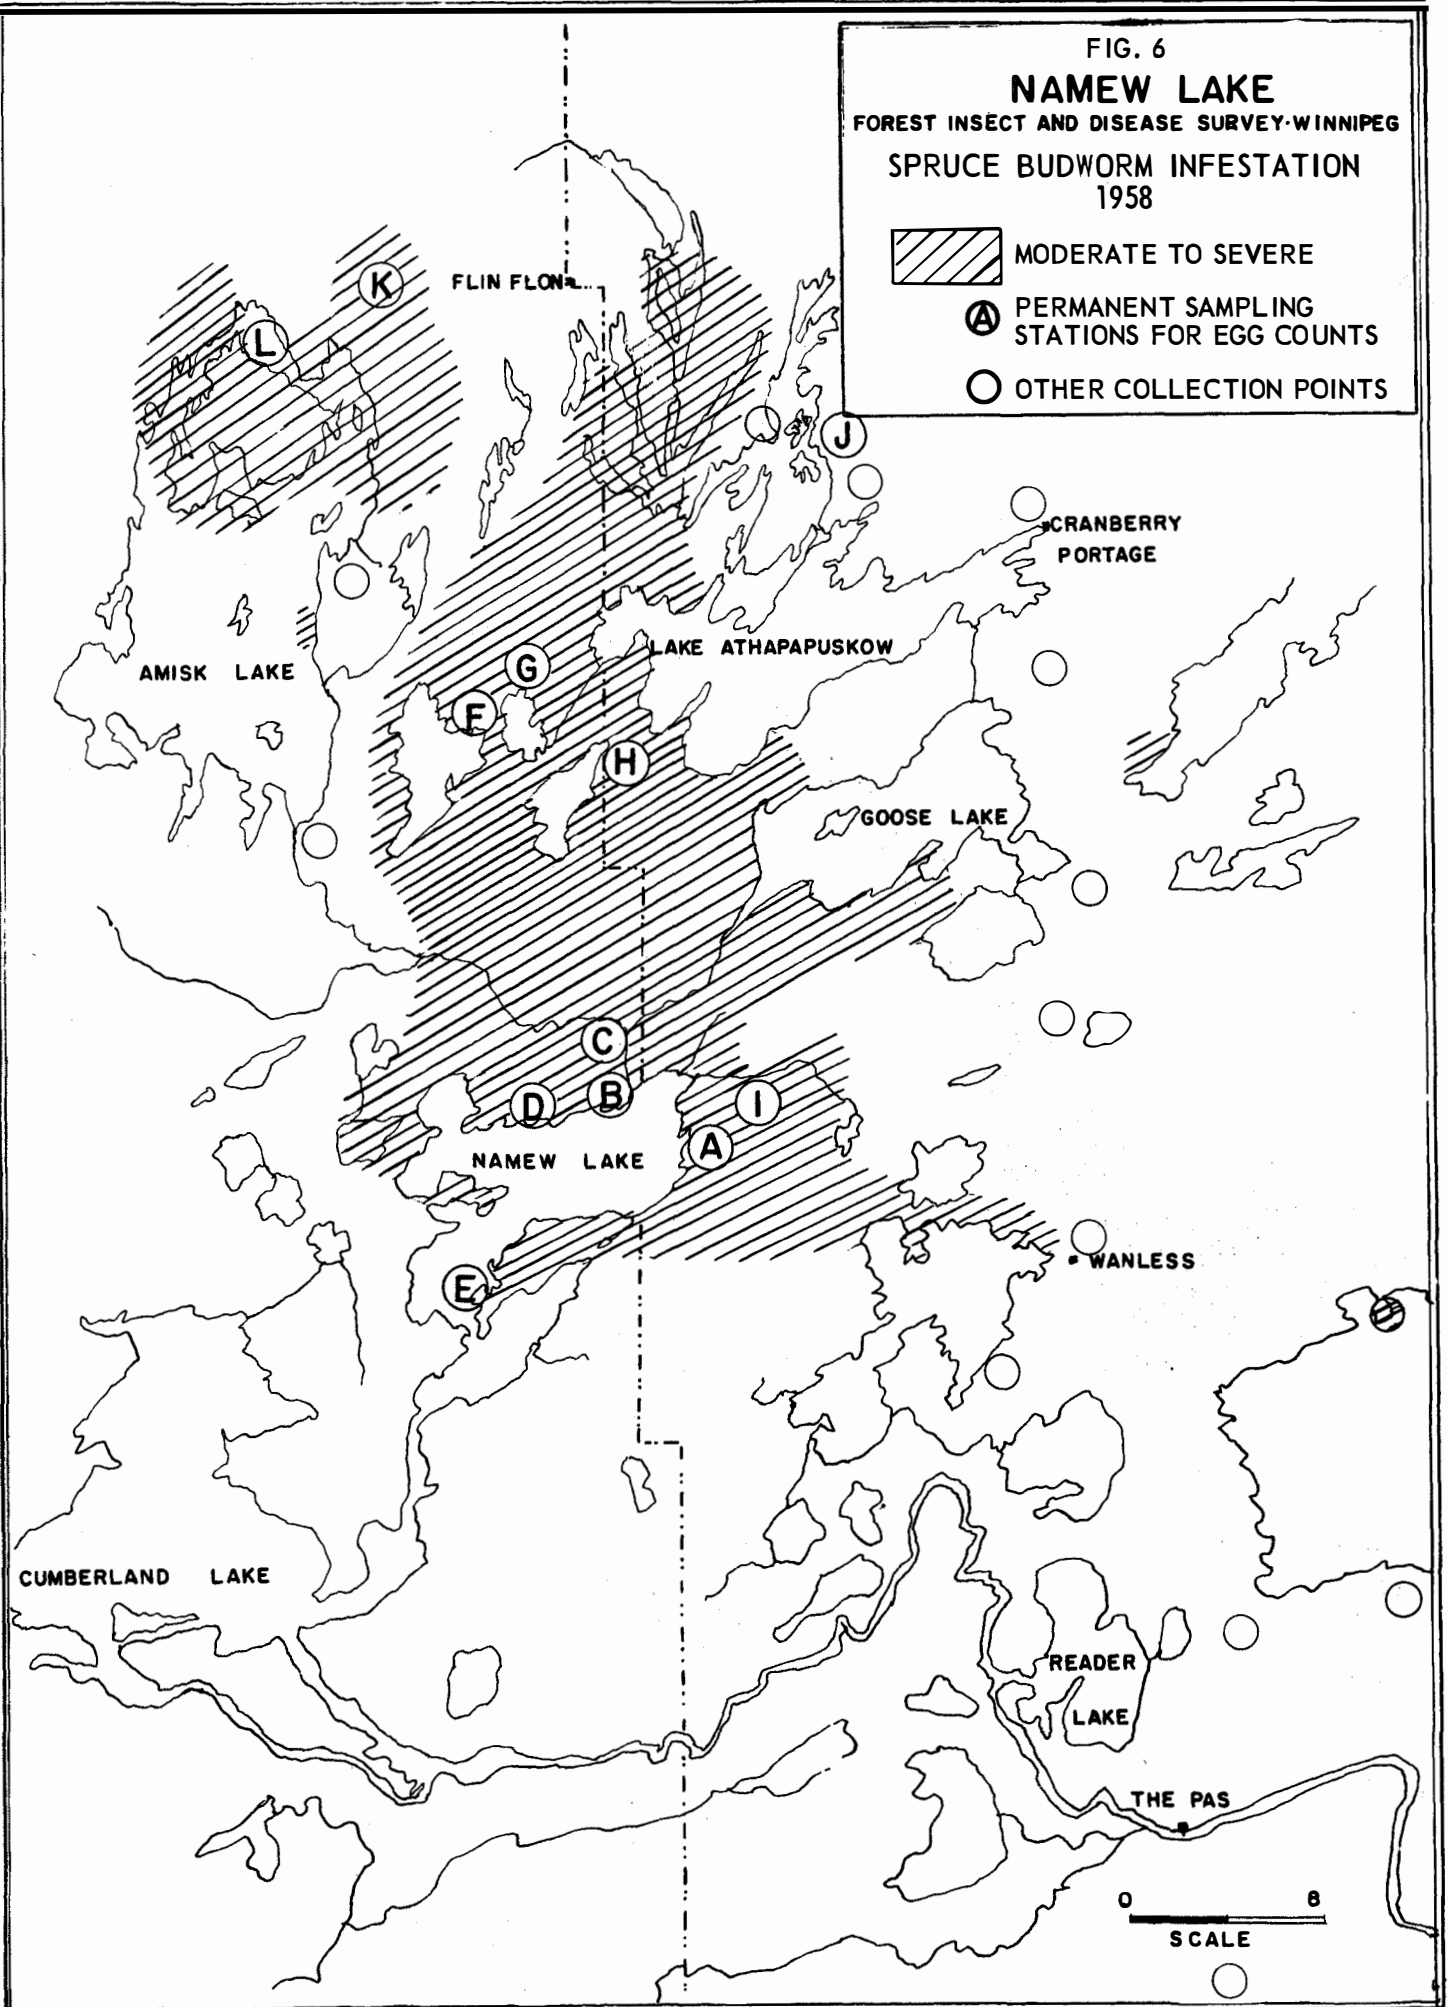 FIG. 6
NAMEW LAKE
FOREST INSECT AND DISEASE SURVEY-WINNIPEG
SPRUCE BUDWORM INFESTATION
1958
MODERATE TO SEVERE
A PERMANENT SAMPLING
STATIONS FOR EGG COUNTS
OTHER COLLECTION POINTS
K
FLIN FLON
L
J
CRANBERRY
PORTAGE
LAKE ATHAPAPUSKOW
G
AMISK LAKE
F
H
GOOSE LAKE
C
B
D
I
A
NAMEW LAKE
E
WANLESS
CUMBERLAND LAKE
READER
LAKE
THE PAS
0 8
SCALE